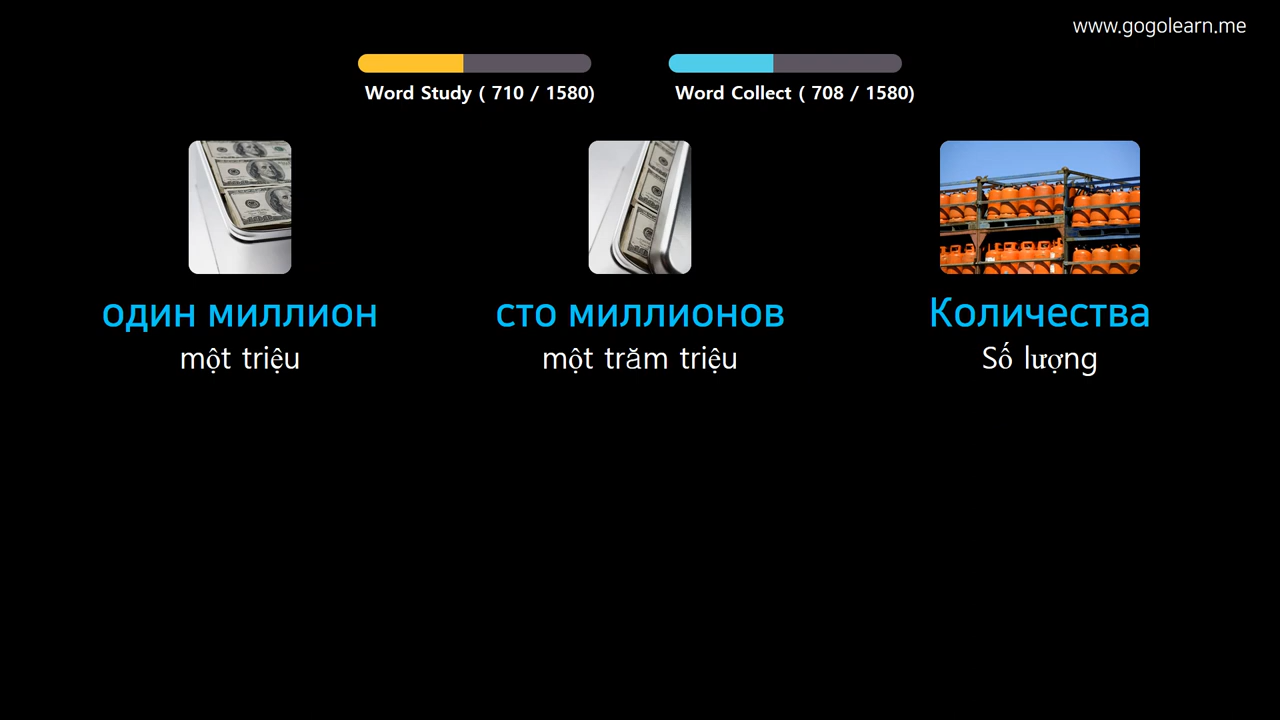 www.gogolearn.me
Word Study ( 710 / 1580)
Word Collect ( 708 / 1580)
один миллион
một triệu
сто миллионов
một trăm triệu
Количества
Số lượng